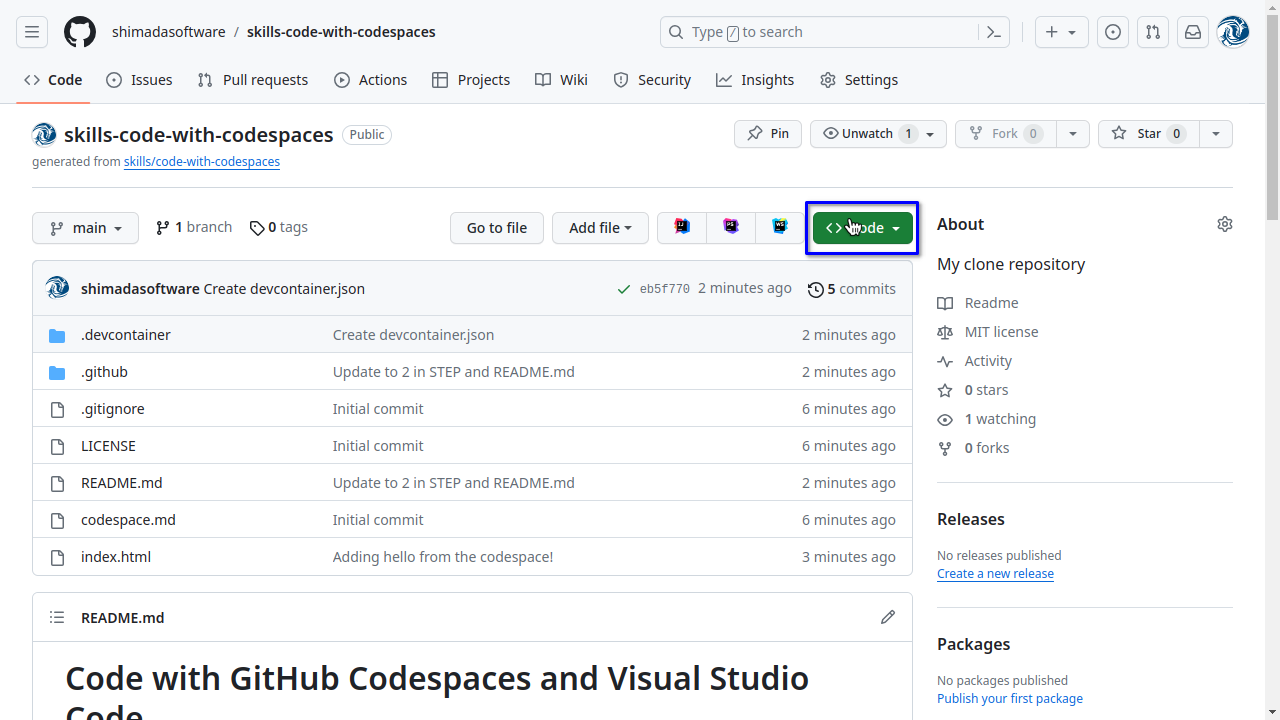 shimadasoftware / skills-code-with-codespaces
Type / to search
Code Issues Pull requests Actions Projects Wiki Security Insights Settings
skills-code-with-codespaces Public
Pin Unwatch 1 Fork 0 Star 0
generated from skills/code-with-codespaces
main 1 branch 0 tags Go to file Add file
shimadasoftware Create devcontainer.json eb5f770 2 minutes ago 5 commits
.devcontainer Create devcontainer.json 2 minutes ago
.github Update to 2 in STEP and README.md 2 minutes ago
.gitignore Initial commit 6 minutes ago
LICENSE Initial commit 6 minutes ago
README.md Update to 2 in STEP and README.md 2 minutes ago
codespace.md Initial commit 6 minutes ago
index.html Adding hello from the codespace! 3 minutes ago
README.md
Code with GitHub Codespaces and Visual Studio
Code
About
My clone repository
Readme
MIT license
Activity
0 stars
1 watching
0 forks
Releases
No releases published
Create a new release
Packages
No packages published
Publish your first package